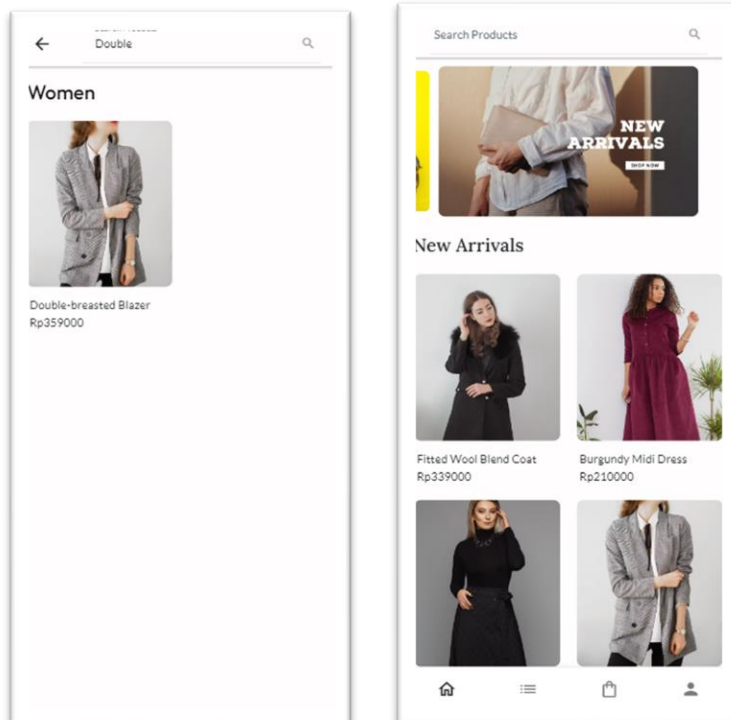 Double
Women
Double-breasted Blazer
Rp359000
Search Products
NEW
ARRIVALS
SHOP NOW
New Arrivals
Fitted Wool Blend Coat
Rp339000
Burgundy Midi Dress
Rp210000